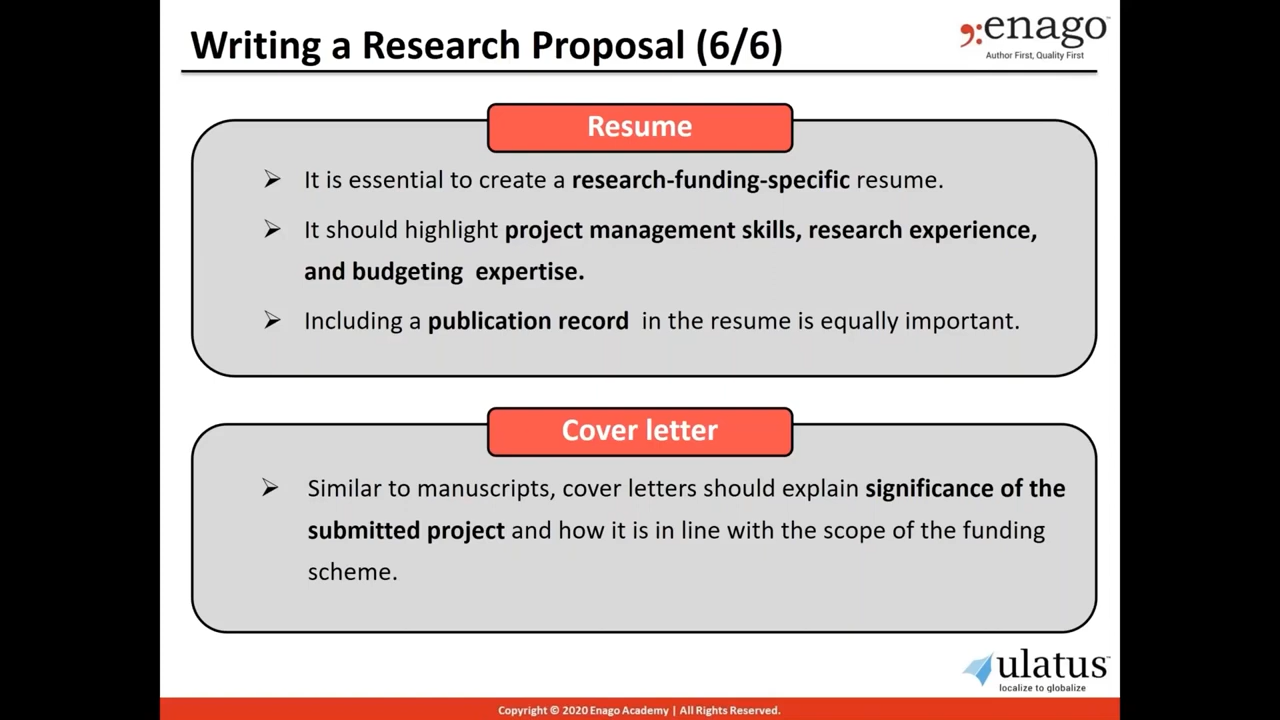 Writing a Research Proposal (6/6)
enago™
Author First, Quality First
Resume
➢ It is essential to create a research-funding-specific resume.
➢ It should highlight project management skills, research experience,
and budgeting expertise.
➢ Including a publication record in the resume is equally important.
Cover letter
➢ Similar to manuscripts, cover letters should explain significance of the
submitted project and how it is in line with the scope of the funding
scheme.
ulatus™
localize to globalize
Copyright © 2020 Enago Academy | All Rights Reserved.